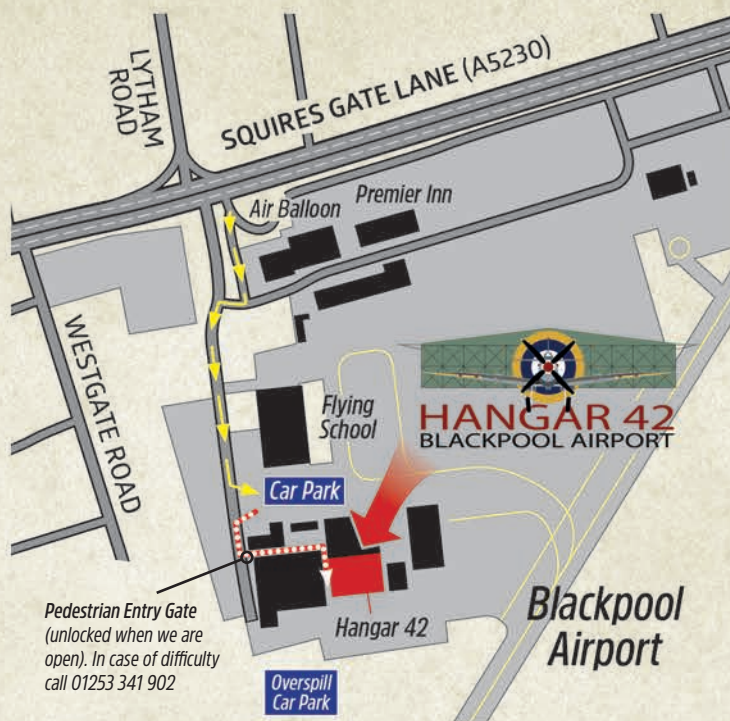 LYTHAM
ROAD
SQUIRES GATE LANE (A5230)
Air Balloon
Premier Inn
WESTGATE ROAD
HANGAR 42
BLACKPOOL AIRPORT
Flying
School
Car Park
Pedestrian Entry Gate
(unlocked when we are
open). In case of difficulty
call 01253 341 902
Hangar 42
Blackpool
Airport
Overspill
Car Park